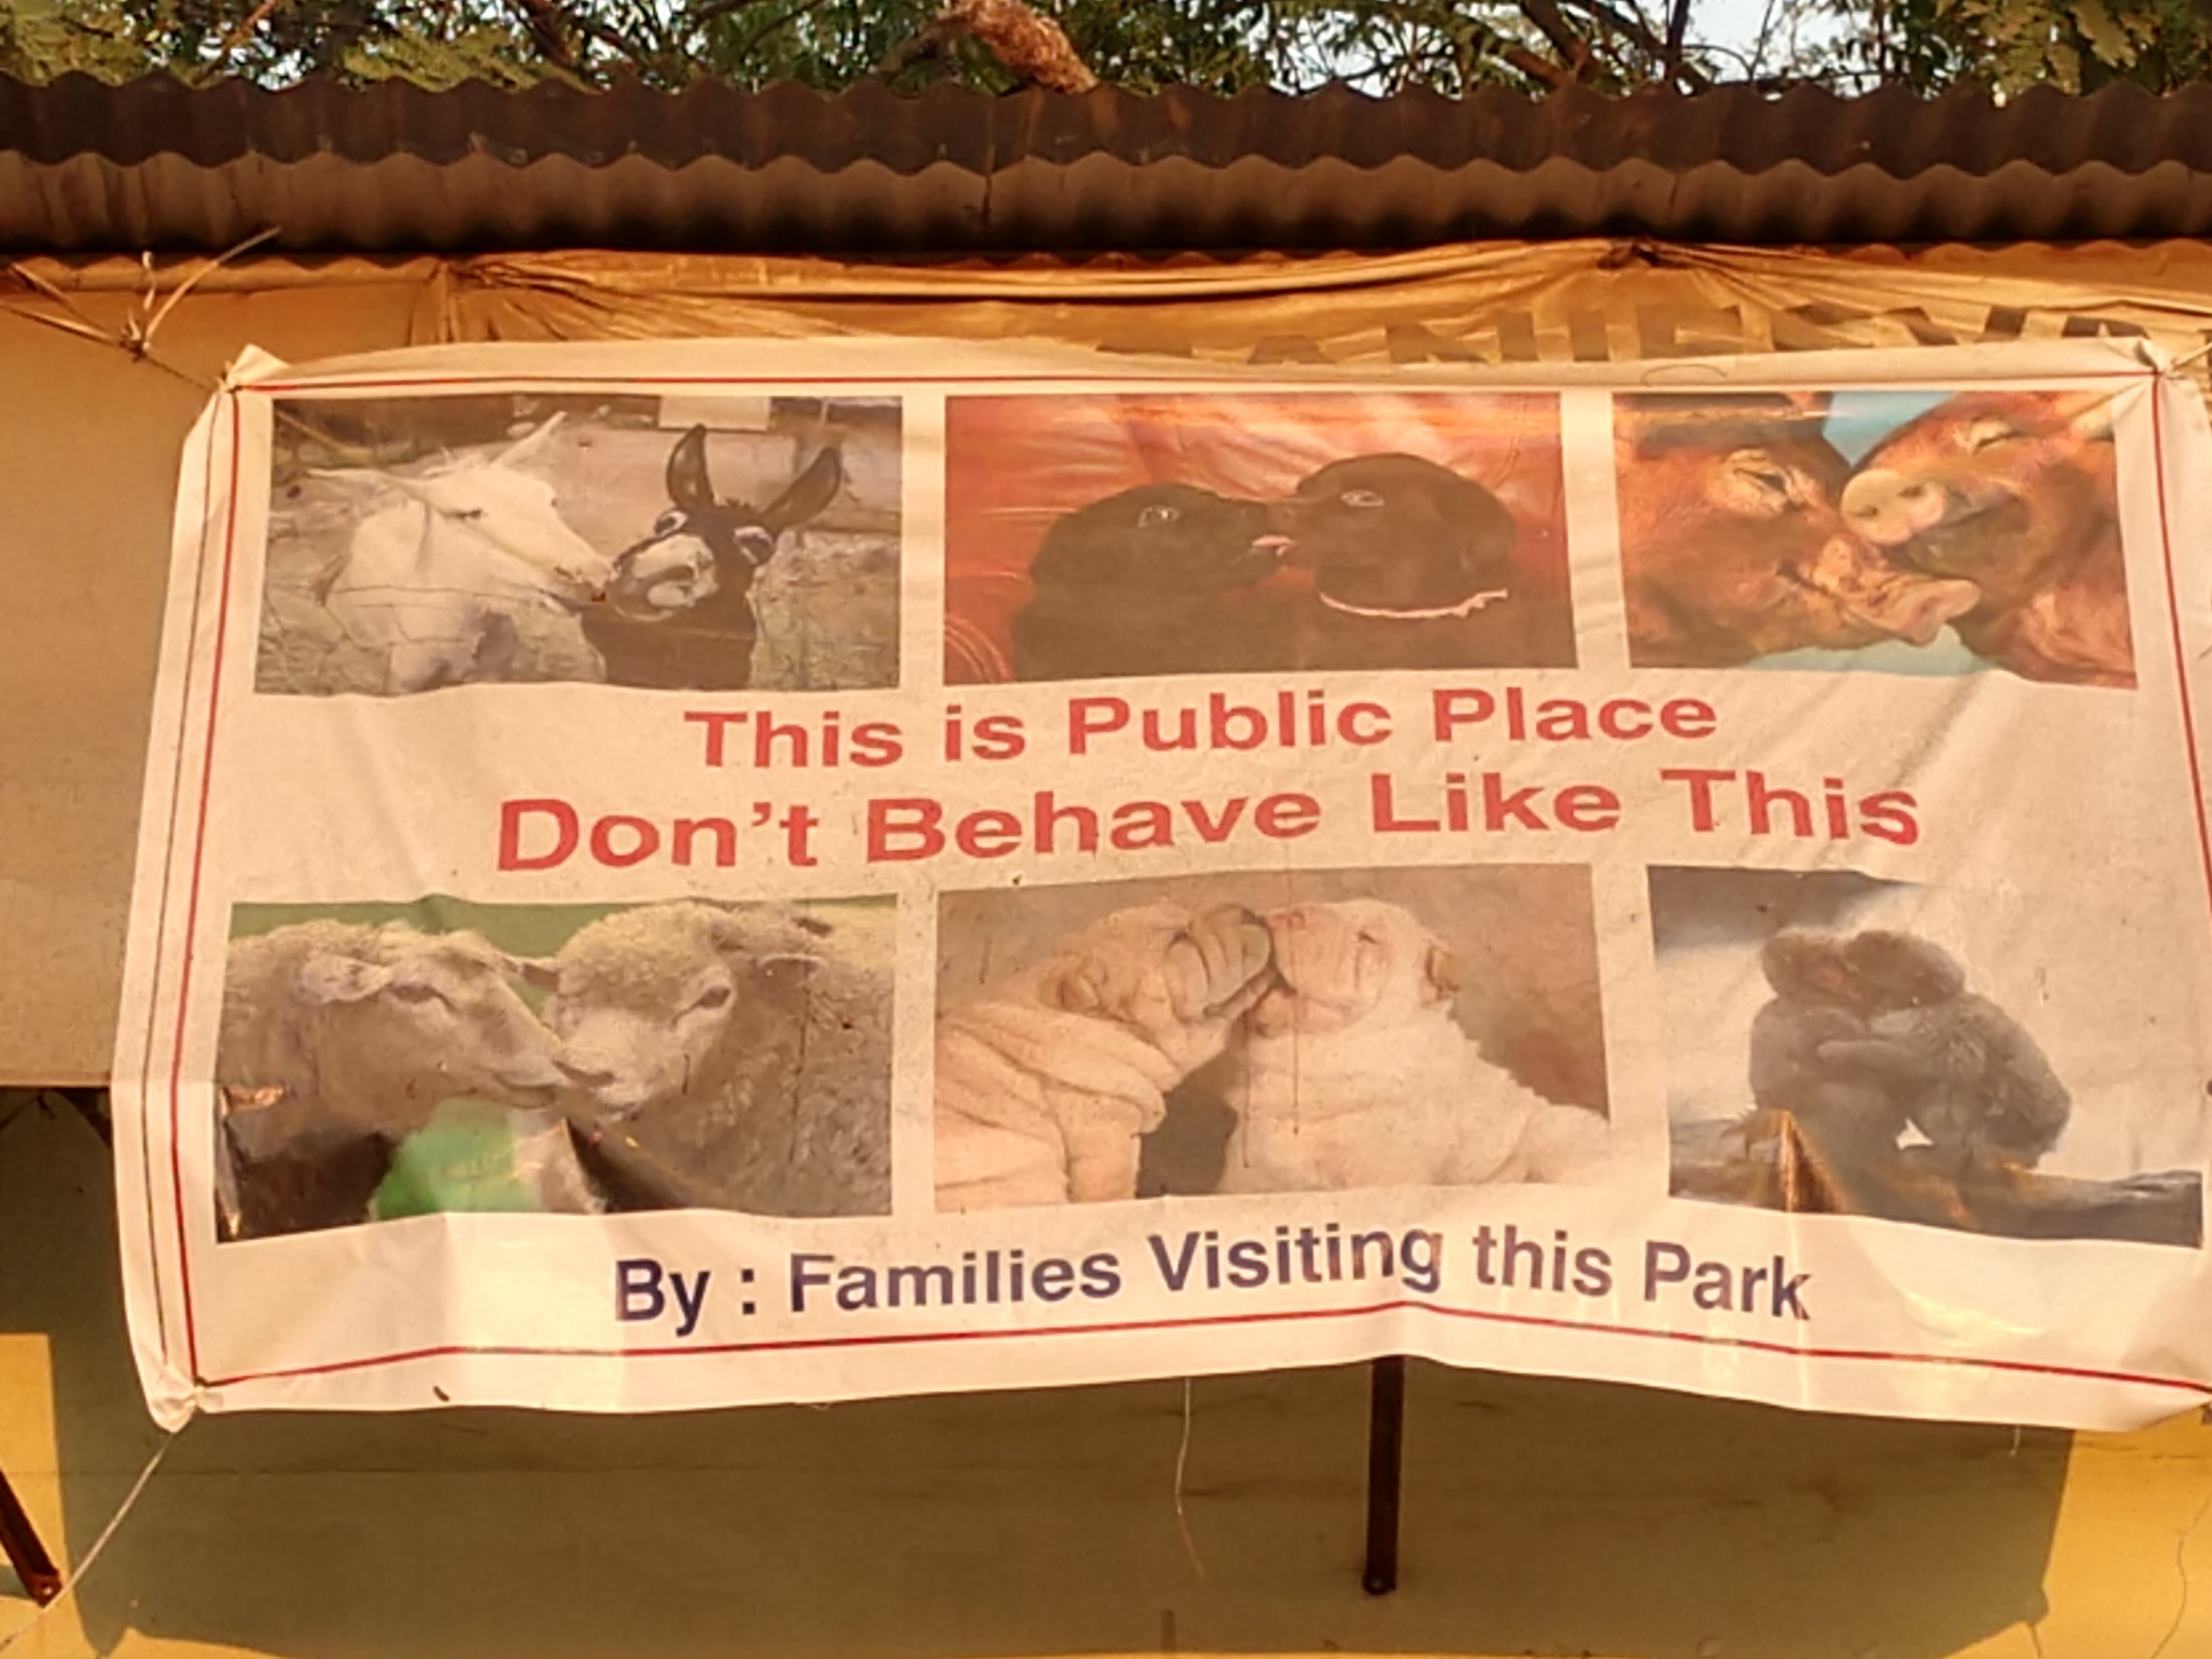 This is Public Place
Don't Behave Like This
By : Families Visiting this Park